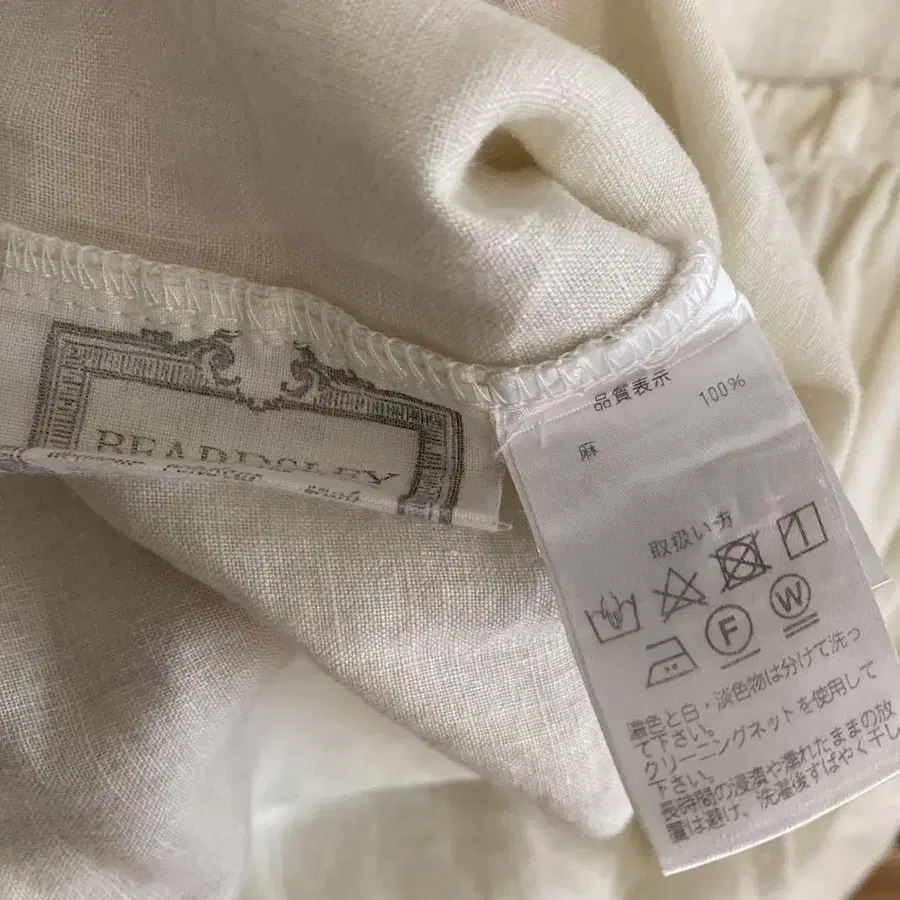 BEARDSLEY
品質表示
麻 100%
取扱い方
F
W
濃色と白・淡色物は分けて洗っ
て下さい。
クリーニングネットを使用して
下さい。
長時間の浸漬や濡れたままの放
置は避け、洗濯後すばやく干し